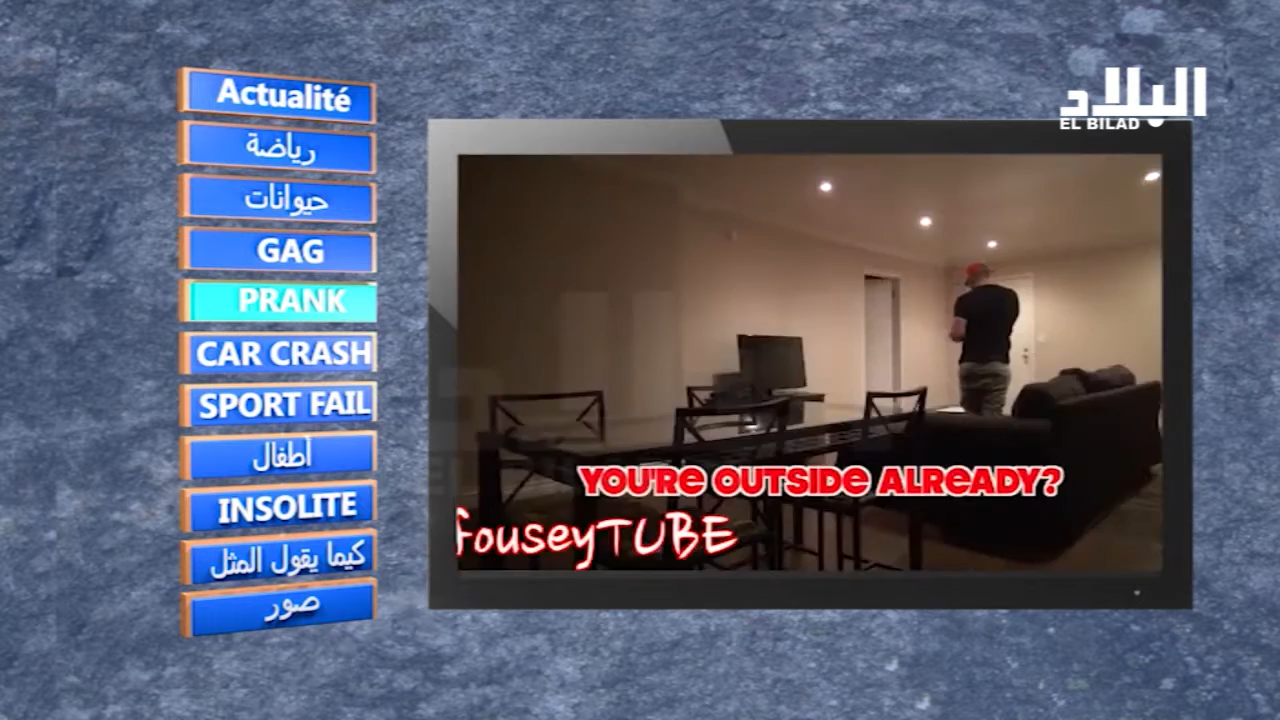 Actualité
رياضة
حيوانات
GAG
PRANK
CAR CRASH
SPORT FAIL
أطفال
INSOLITE
كيما يقول المثل
صور
البلاد
EL BILAD
YOU'RE OUTSIDE ALREADY?
fouseyTUBE